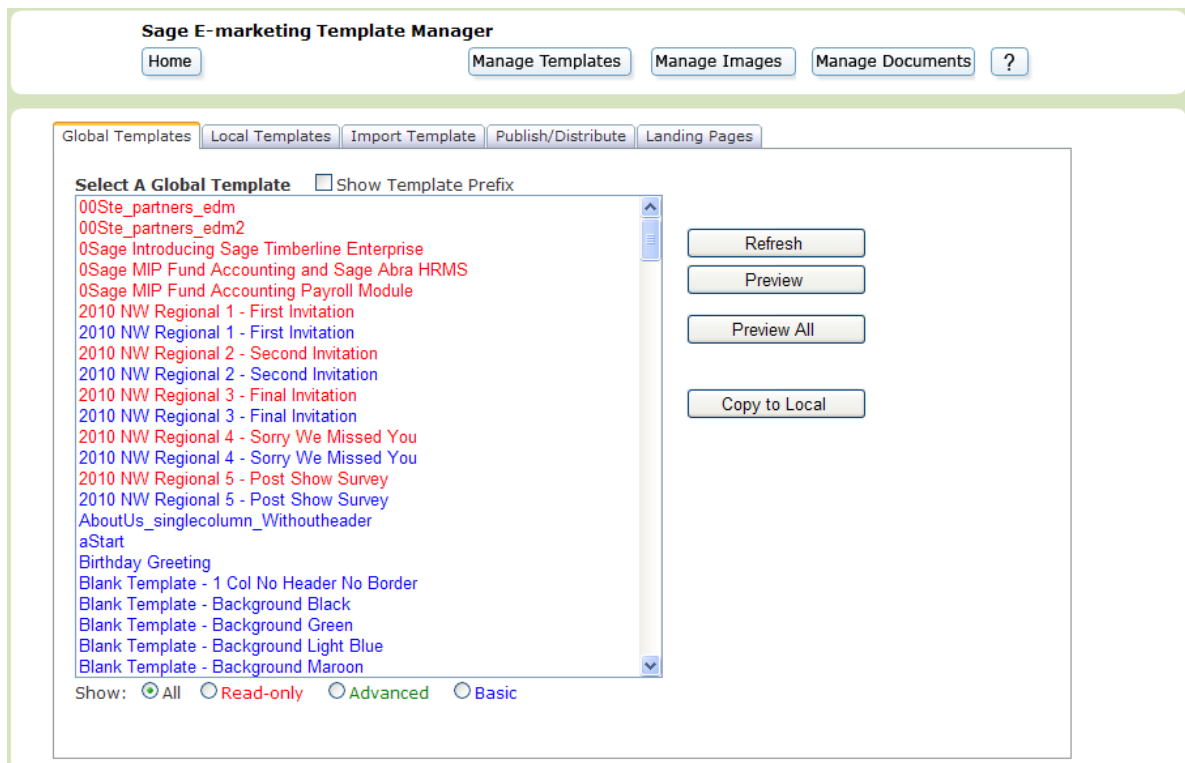 Sage E-marketing Template Manager
Home Manage Templates Manage Images Manage Documents ?
Global Templates Local Templates Import Template Publish/Distribute Landing Pages
Select A Global Template Show Template Prefix
00Ste_partners_edm
00Ste_partners_edm2
0Sage Introducing Sage Timberline Enterprise
0Sage MIP Fund Accounting and Sage Abra HRMS
0Sage MIP Fund Accounting Payroll Module
2010 NW Regional 1 - First Invitation
2010 NW Regional 1 - First Invitation
2010 NW Regional 2 - Second Invitation
2010 NW Regional 2 - Second Invitation
2010 NW Regional 3 - Final Invitation
2010 NW Regional 3 - Final Invitation
2010 NW Regional 4 - Sorry We Missed You
2010 NW Regional 4 - Sorry We Missed You
2010 NW Regional 5 - Post Show Survey
2010 NW Regional 5 - Post Show Survey
AboutUs_singlecolumn_Withoutheader
aStart
Birthday Greeting
Blank Template - 1 Col No Header No Border
Blank Template - Background Black
Blank Template - Background Green
Blank Template - Background Light Blue
Blank Template - Background Maroon
Refresh
Preview
Preview All
Copy to Local
Show: All Read-only Advanced Basic